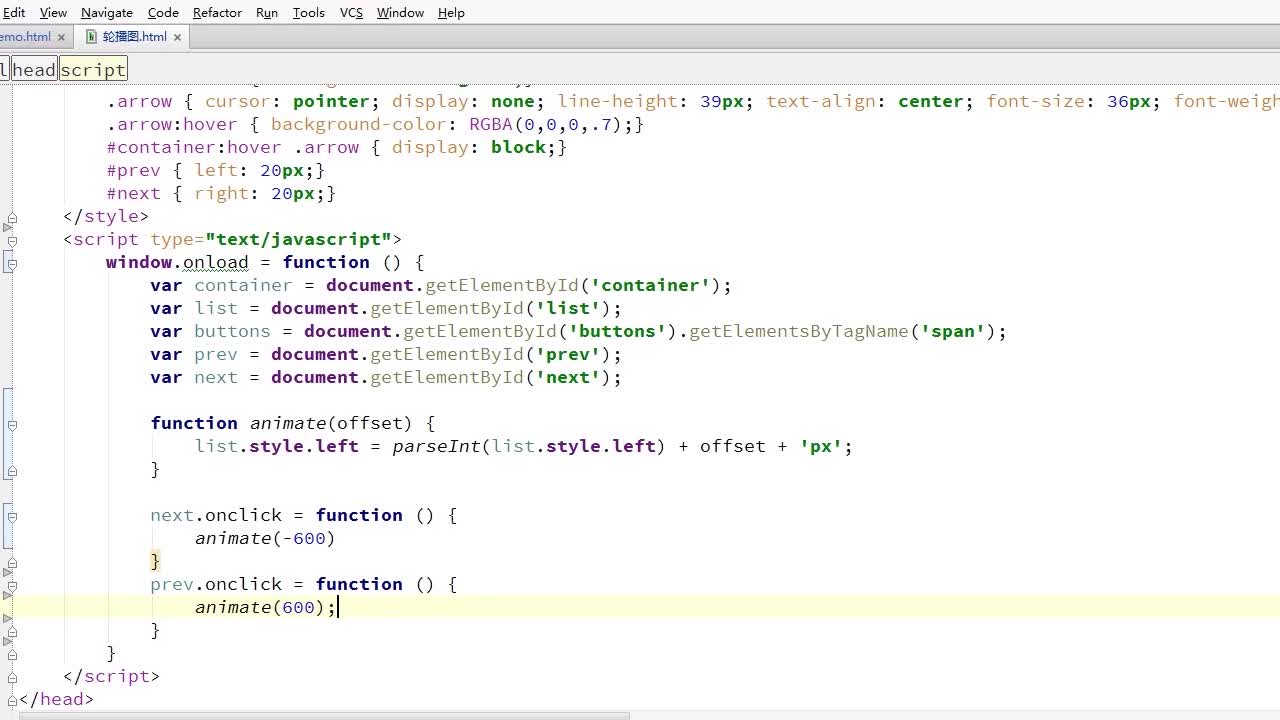 Edit View Navigate Code Refactor Run Tools VCS Window Help
emo.html 轮播图.html
head script
.arrow { cursor: pointer; display: none; line-height: 39px; text-align: center; font-size: 36px; font-weigh
.arrow:hover { background-color: RGBA(0,0,0,.7);}
#container:hover .arrow { display: block;}
#prev { left: 20px;}
#next { right: 20px;}
</style>
<script type="text/javascript">
window.onload = function () {
var container = document.getElementById('container');
var list = document.getElementById('list');
var buttons = document.getElementById('buttons').getElementsByTagName('span');
var prev = document.getElementById('prev');
var next = document.getElementById('next');
function animate(offset) {
list.style.left = parseInt(list.style.left) + offset + 'px';
}
next.onclick = function () {
animate(-600)
}
prev.onclick = function () {
animate(600);
}
}
</script>
</head>